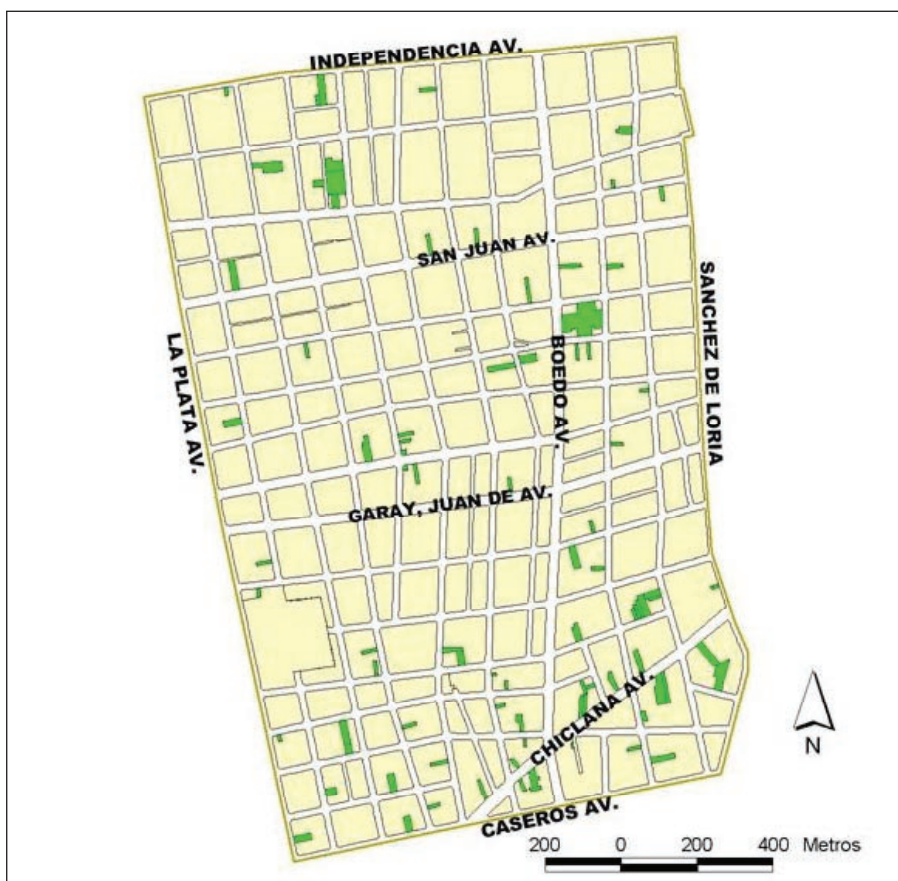 INDEPENDENCIA AV.
SAN JUAN AV.
SANCHEZ DE LORIA
LA PLATA AV.
BOEDO AV.
GARAY, JUAN DE AV.
CHICLANA AV.
N
CASEROS AV.
200 0 200 400 Metros